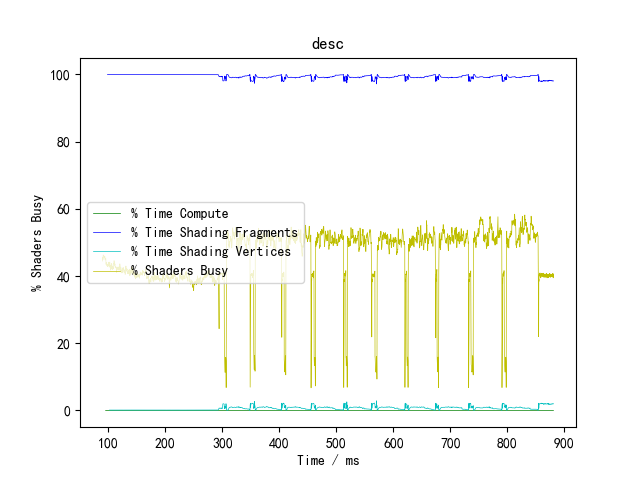 desc
% Shaders Busy
100
80
60
40
20
0
% Time Compute
% Time Shading Fragments
% Time Shading Vertices
% Shaders Busy
100 200 300 400 500 600 700 800 900
Time / ms